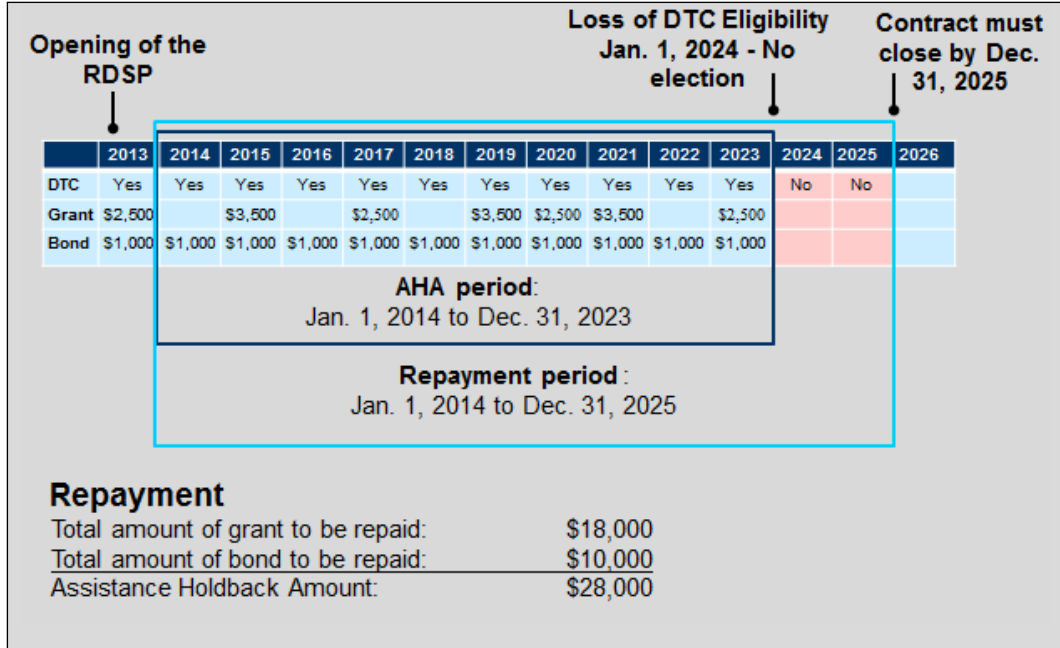 Opening of the
RDSP
Loss of DTC Eligibility
Jan. 1, 2024 - No
election
Contract must
close by Dec.
31, 2025
2013 2014 2015 2016 2017 2018 2019 2020 2021 2022 2023 2024 2025 2026
DTC Yes Yes Yes Yes Yes Yes Yes Yes Yes Yes Yes No No
Grant $2,500 $3,500 $2,500 $3,500 $2,500 $3,500 $2,500
Bond $1,000 $1,000 $1,000 $1,000 $1,000 $1,000 $1,000 $1,000 $1,000 $1,000 $1,000
AHA period:
Jan. 1, 2014 to Dec. 31, 2023
Repayment period :
Jan. 1, 2014 to Dec. 31, 2025
Repayment
Total amount of grant to be repaid: $18,000
Total amount of bond to be repaid: $10,000
Assistance Holdback Amount: $28,000